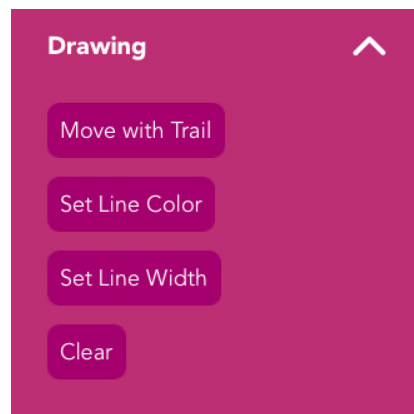 Drawing
Move with Trail
Set Line Color
Set Line Width
Clear